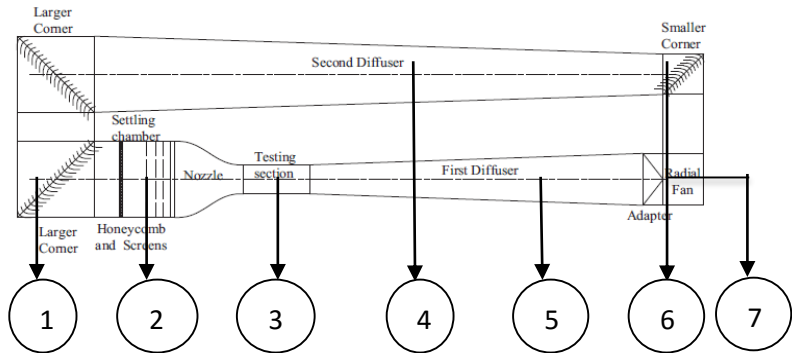 Larger
Corner
Smaller
Corner
Second Diffuser
Settling
chamber
Nozzle
Testing
section
First Diffuser
Radial
Fan
Adapter
Larger
Corner
Honeycomb
and Screens
1
2
3
4
5
6
7